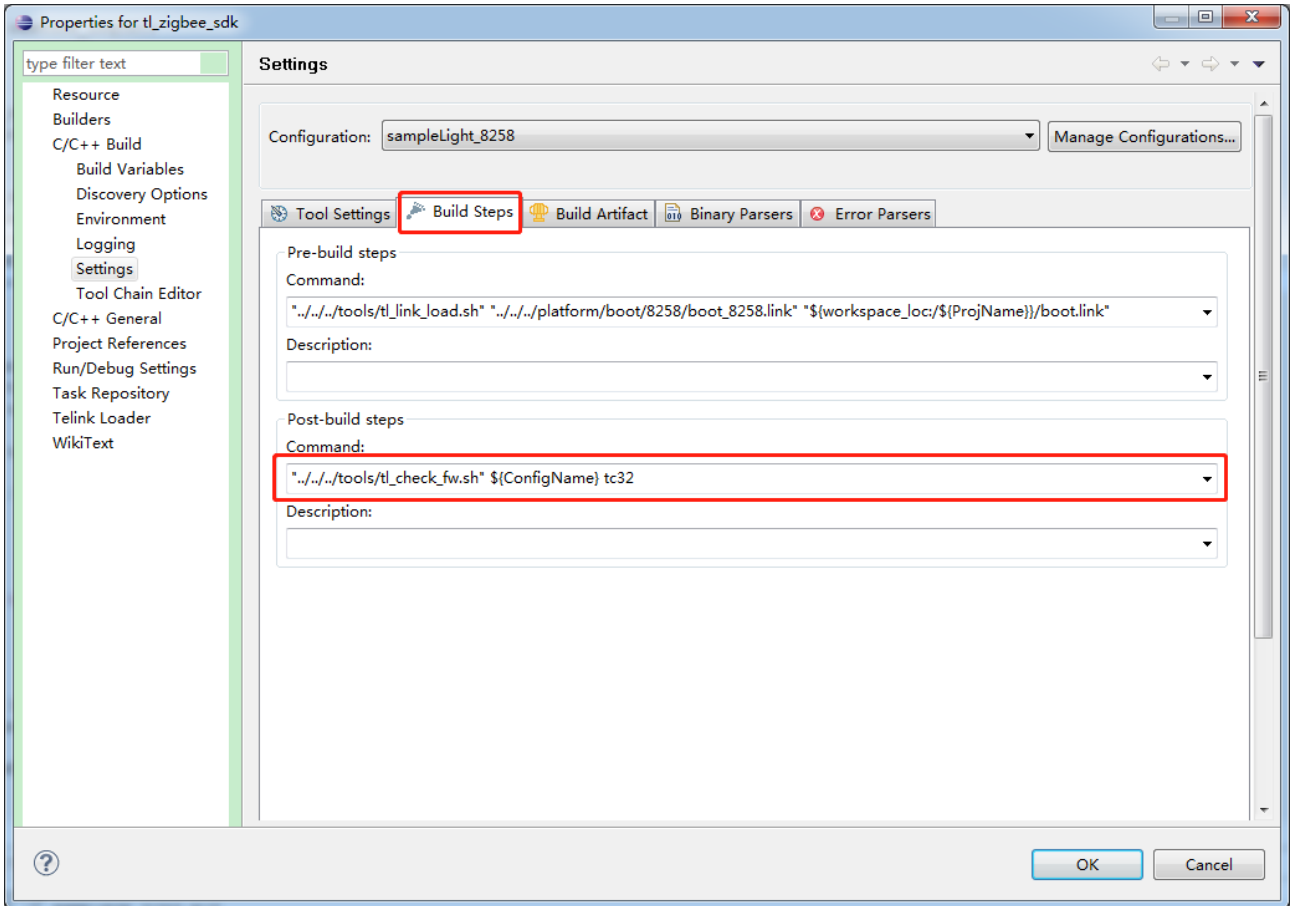 Properties for tl_zigbee_sdk
type filter text
Resource
Builders
C/C++ Build
Build Variables
Discovery Options
Environment
Logging
Settings
Tool Chain Editor
C/C++ General
Project References
Run/Debug Settings
Task Repository
Telink Loader
WikiText
Settings
Configuration: sampleLight_8258 Manage Configurations...
Tool Settings Build Steps Build Artifact Binary Parsers Error Parsers
Pre-build steps
Command:
"../../../tools/tl_link_load.sh" "../../../platform/boot/8258/boot_8258.link" "${workspace_loc:/${ProjName}}/boot.link"
Description:
Post-build steps
Command:
"../../../tools/tl_check_fw.sh" ${ConfigName} tc32
Description:
OK Cancel